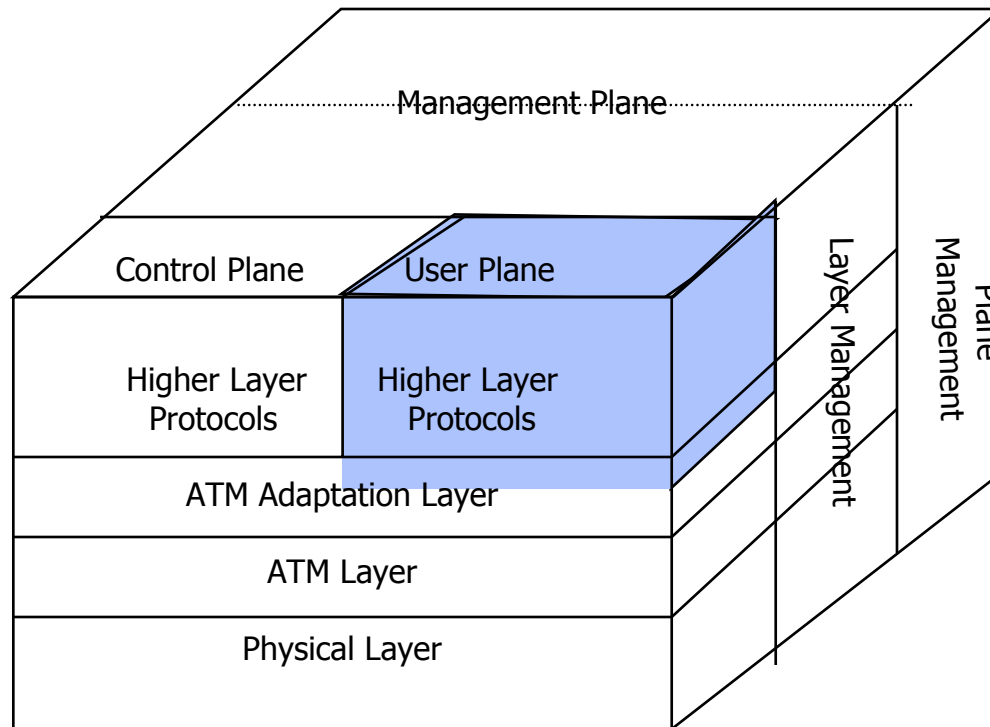 Management Plane
Control Plane
User Plane
Higher Layer
Protocols
Higher Layer
Protocols
ATM Adaptation Layer
ATM Layer
Physical Layer
Layer Management
Plane
Management